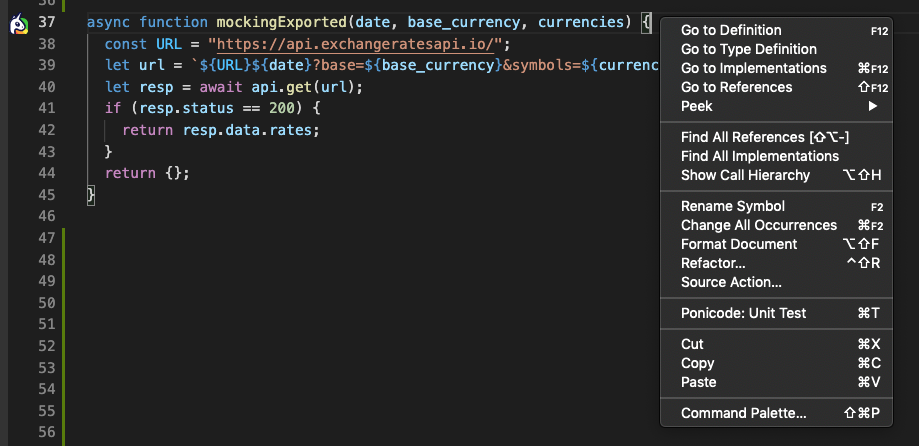 36
37 async function mockingExported(date, base_currency, currencies) {
38 const URL = "https://api.exchangeratesapi.io/";
39 let url = `${URL}${date}?base=${base_currency}&symbols=${currenc
40 let resp = await api.get(url);
41 if (resp.status == 200) {
42 return resp.data.rates;
43 }
44 return {};
45 }
46
47
48
49
50
51
52
53
54
55
56
Go to Definition F12
Go to Type Definition
Go to Implementations ⌘F12
Go to References ⇧F12
Peek ▶
Find All References [⇧⌥-]
Find All Implementations
Show Call Hierarchy ⌥⇧H
Rename Symbol F2
Change All Occurrences ⌘F2
Format Document ⌥⇧F
Refactor... ^⇧R
Source Action...
Ponicode: Unit Test ⌘T
Cut ⌘X
Copy ⌘C
Paste ⌘V
Command Palette... ⇧⌘P